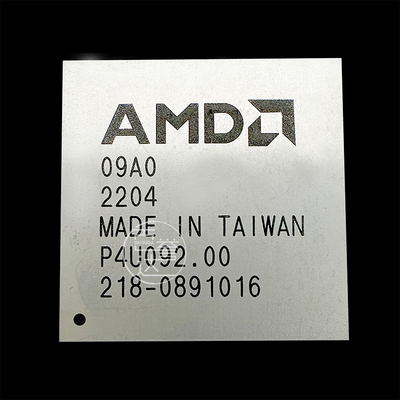 AMD
09A0
2204
MADE IN TAIWAN
P4U092.00
218-0891016